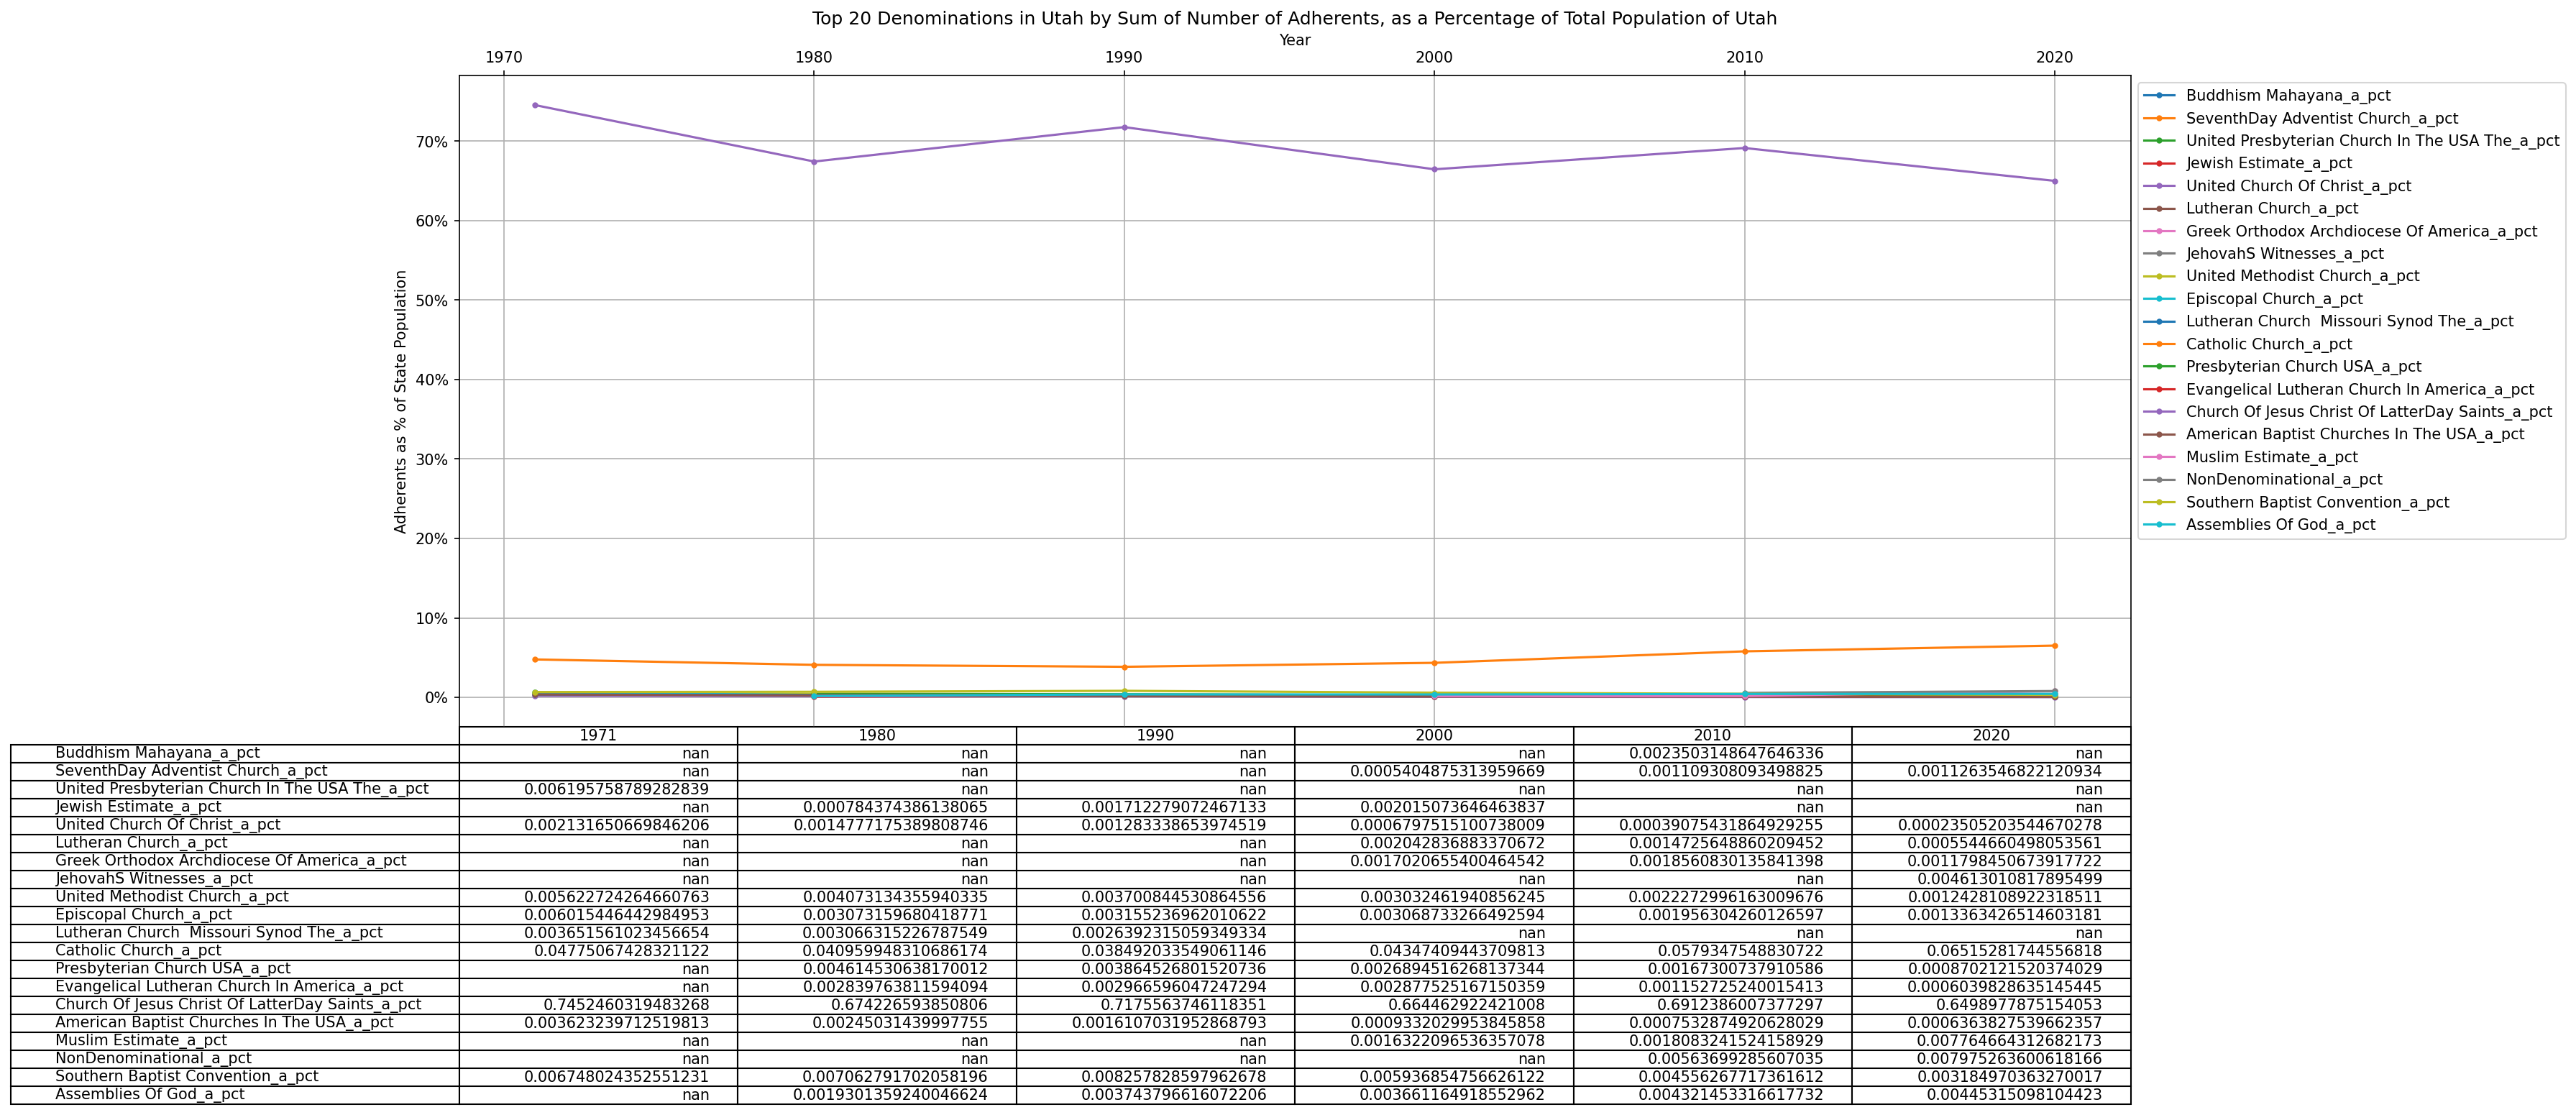 Top 20 Denominations in Utah by Sum of Number of Adherents, as a Percentage of Total Population of Utah
Year
1970 1980 1990 2000 2010 2020
Adherents as % of State Population
70%
60%
50%
40%
30%
20%
10%
0%
Buddhism Mahayana_a_pct
SeventhDay Adventist Church_a_pct
United Presbyterian Church In The USA The_a_pct
Jewish Estimate_a_pct
United Church Of Christ_a_pct
Lutheran Church_a_pct
Greek Orthodox Archdiocese Of America_a_pct
JehovahS Witnesses_a_pct
United Methodist Church_a_pct
Episcopal Church_a_pct
Lutheran Church  Missouri Synod The_a_pct
Catholic Church_a_pct
Presbyterian Church USA_a_pct
Evangelical Lutheran Church In America_a_pct
Church Of Jesus Christ Of LatterDay Saints_a_pct
American Baptist Churches In The USA_a_pct
Muslim Estimate_a_pct
NonDenominational_a_pct
Southern Baptist Convention_a_pct
Assemblies Of God_a_pct
1971 1980 1990 2000 2010 2020
Buddhism Mahayana_a_pct nan nan nan nan 0.0023503148647646336 nan
SeventhDay Adventist Church_a_pct nan nan nan 0.0005404875313959669 0.001109308093498825 0.0011263546822120934
United Presbyterian Church In The USA The_a_pct 0.006195758789282839 nan nan nan nan nan
Jewish Estimate_a_pct nan 0.000784374386138065 0.001712279072467133 0.002015073646463837 nan nan
United Church Of Christ_a_pct 0.002131650669846206 0.0014777175389808746 0.001283338653974519 0.0006797515100738009 0.00039075431864929255 0.00023505203544670278
Lutheran Church_a_pct nan nan nan 0.002042836883370672 0.0014725648860209452 0.0005544660498053561
Greek Orthodox Archdiocese Of America_a_pct nan nan nan 0.0017020655400464542 0.0018560830135841398 0.0011798450673917722
JehovahS Witnesses_a_pct nan nan nan nan nan 0.004613010817895499
United Methodist Church_a_pct 0.005622724264660763 0.004073134355940335 0.003700844530864556 0.003032461940856245 0.0022272996163009676 0.0012428108922318511
Episcopal Church_a_pct 0.006015446442984953 0.003073159680418771 0.003155236962010622 0.003068733266492594 0.001956304260126597 0.0013363426514603181
Lutheran Church  Missouri Synod The_a_pct 0.003651561023456654 0.003066315226787549 0.0026392315059349334 nan nan nan
Catholic Church_a_pct 0.04775067428321122 0.040959948310686174 0.038492033549061146 0.04347409443709813 0.0579347548830722 0.06515281744556818
Presbyterian Church USA_a_pct nan 0.004614530638170012 0.003864526801520736 0.0026894516268137344 0.00167300737910586 0.0008702121520374029
Evangelical Lutheran Church In America_a_pct nan 0.002839763811594094 0.002966596047247294 0.002877525167150359 0.001152725240015413 0.0006039828635145445
Church Of Jesus Christ Of LatterDay Saints_a_pct 0.7452460319483268 0.674226593850806 0.7175563746118351 0.664462922421008 0.6912386007377297 0.6498977875154053
American Baptist Churches In The USA_a_pct 0.003623239712519813 0.00245031439997755 0.0016107031952868793 0.0009332029953845858 0.0007532874920628029 0.0006363827539662357
Muslim Estimate_a_pct nan nan nan 0.0016322096536357078 0.0018083241524158929 0.007764664312682173
NonDenominational_a_pct nan nan nan nan 0.00563699285607035 0.007975263600618166
Southern Baptist Convention_a_pct 0.006748024352551231 0.007062791702058196 0.008257828597962678 0.005936854756626122 0.004556267717361612 0.003184970363270017
Assemblies Of God_a_pct nan 0.0019301359240046624 0.003743796616072206 0.003661164918552962 0.004321453316617732 0.00445315098104423